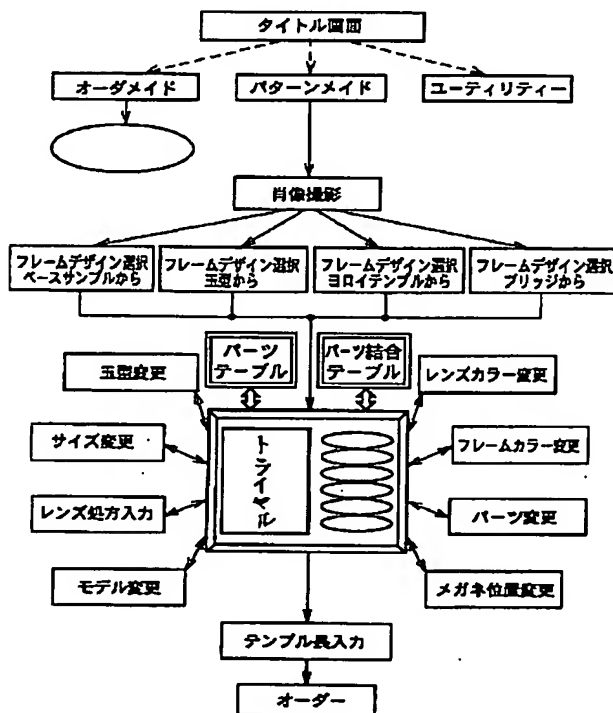 タイトル画面
オーダメイド
パターンメイド
ユーティリティー
肖像撮影
フレームデザイン選択
ベースサンプルから
フレームデザイン選択
玉型から
フレームデザイン選択
ヨロイテンプルから
フレームデザイン選択
ブリッジから
パーツ
テーブル
パーツ結合
テーブル
玉型変更
レンズカラー変更
サイズ変更
トライヤル
フレームカラー変更
レンズ処方入力
パーツ変更
モデル変更
メガネ位置変更
テンプル長入力
オーダー